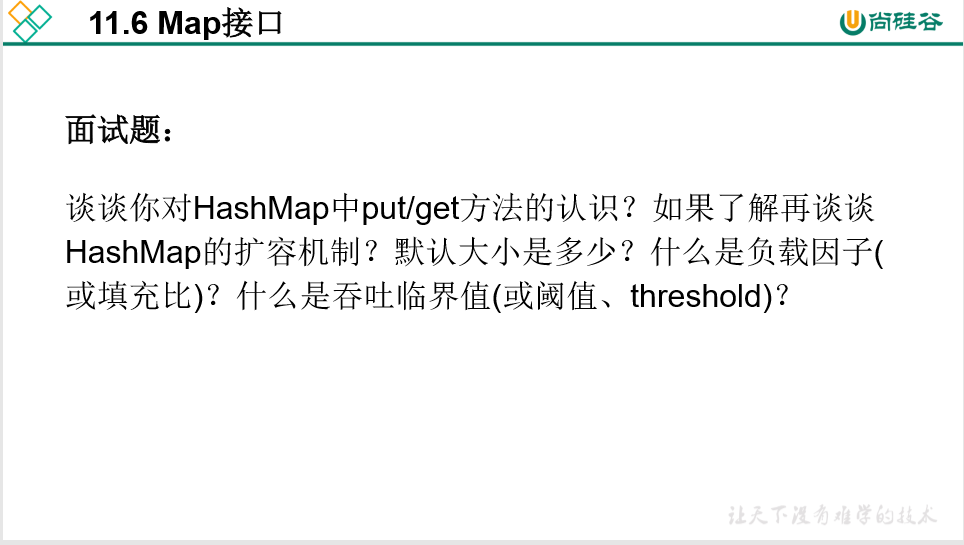 11.6 Map接口
尚硅谷
面试题：
谈谈你对HashMap中put/get方法的认识？如果了解再谈谈
HashMap的扩容机制？默认大小是多少？什么是负载因子(
或填充比)？什么是吞吐临界值(或阈值、threshold)？
让天下没有难学的技术